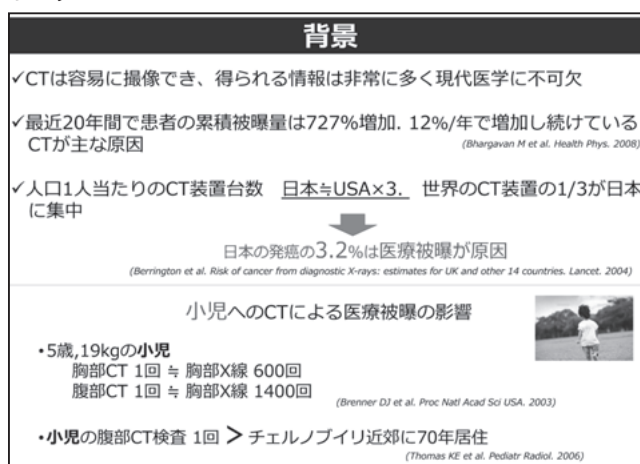 背景
✓CTは容易に撮像でき、得られる情報は非常に多く現代医学に不可欠
✓最近20年間で患者の累積被曝量は727%増加. 12%/年で増加し続けている
CTが主な原因
(Bhargavan M et al. Health Phys. 2008)
✓人口1人当たりのCT装置台数 日本≒USA×3. 世界のCT装置の1/3が日本
に集中
日本の発癌の3.2%は医療被曝が原因
(Berrington et al. Risk of cancer from diagnostic X-rays: estimates for UK and other 14 countries. Lancet. 2004)
小児へのCTによる医療被曝の影響
・5歳,19kgの小児
胸部CT 1回 ≒ 胸部X線 600回
腹部CT 1回 ≒ 胸部X線 1400回
(Brenner DJ et al. Proc Natl Acad Sci USA. 2003)
・小児の腹部CT検査 1回 > チェルノブイリ近郊に70年居住
(Thomas KE et al. Pediatr Radiol. 2006)